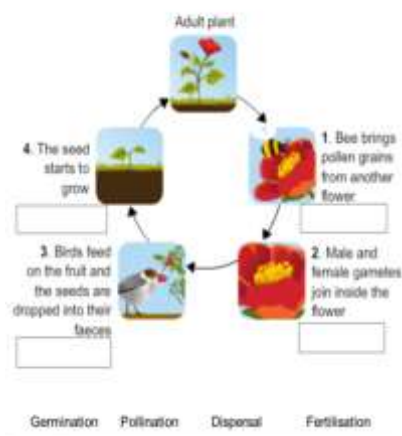 Adult plant
1. Bee brings
pollen grains
from another
flower
2. Male and
female gametes
join inside the
flower
3. Birds feed
on the fruit and
the seeds are
dropped into their
faeces
4. The seed
starts to
grow
Germination Pollination Dispersal Fertilisation